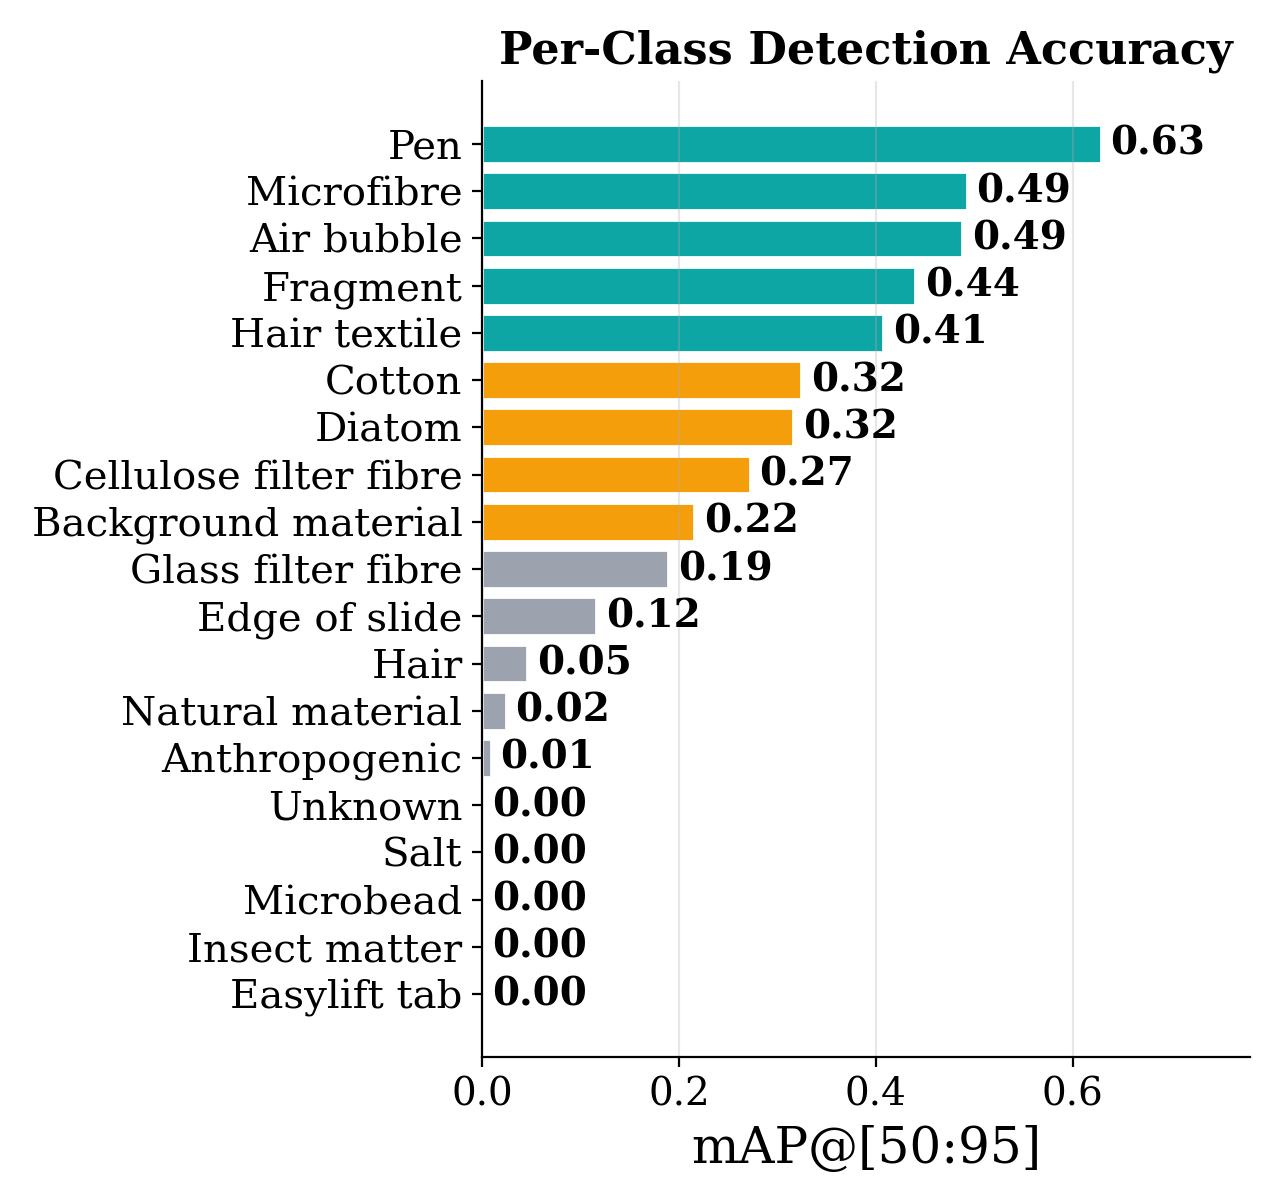 Per-Class Detection Accuracy
Pen 0.63
Microfibre 0.49
Air bubble 0.49
Fragment 0.44
Hair textile 0.41
Cotton 0.32
Diatom 0.32
Cellulose filter fibre 0.27
Background material 0.22
Glass filter fibre 0.19
Edge of slide 0.12
Hair 0.05
Natural material 0.02
Anthropogenic 0.01
Unknown 0.00
Salt 0.00
Microbead 0.00
Insect matter 0.00
Easylift tab 0.00
0.0 0.2 0.4 0.6
mAP@[50:95]